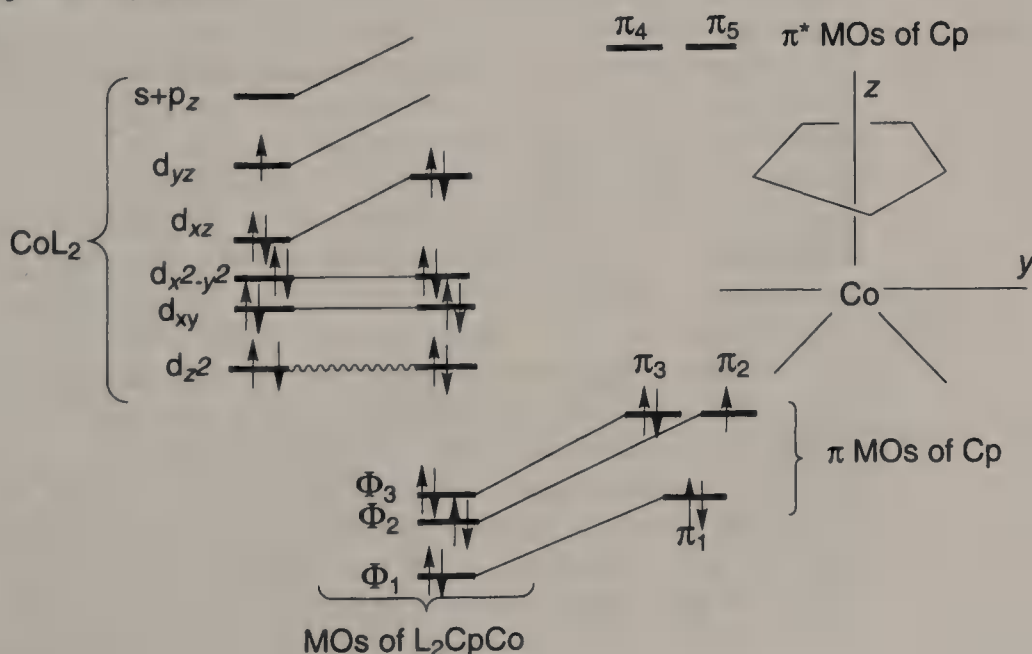 π4 π5 π* MOs of Cp
z
s+pz
dyz
dxz
CoL2
dx2-y2
dxy
dz2
y
Co
π3 π2
π MOs of Cp
Φ3
Φ2
π1
Φ1
MOs of L2CpCo